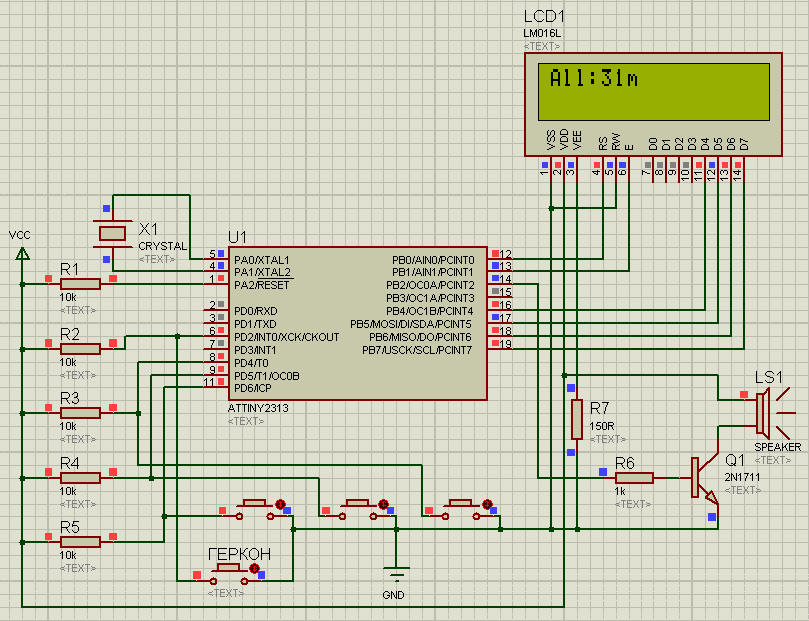 LCD1
LM016L
<TEXT>
All:31m
VSS
VDD
VEE
RS
RW
E
D0
D1
D2
D3
D4
D5
D6
D7
1
2
3
4
5
6
7
8
9
10
11
12
13
14
VCC
X1
CRYSTAL
<TEXT>
R1
10k
<TEXT>
R2
10k
<TEXT>
R3
10k
<TEXT>
R4
10k
<TEXT>
R5
10k
<TEXT>
U1
5 PA0/XTAL1
4 PA1/XTAL2
1 PA2/RESET
2 PD0/RXD
3 PD1/TXD
6 PD2/INT0/XCK/CKOUT
7 PD3/INT1
8 PD4/T0
9 PD5/T1/OC0B
11 PD6/ICP
PB0/AIN0/PCINT0 12
PB1/AIN1/PCINT1 13
PB2/OC0A/PCINT2 14
PB3/OC1A/PCINT3 15
PB4/OC1B/PCINT4 16
PB5/MOSI/DI/SDA/PCINT5 17
PB6/MISO/DO/PCINT6 18
PB7/USCK/SCL/PCINT7 19
ATTINY2313
<TEXT>
R7
150R
<TEXT>
LS1
SPEAKER
<TEXT>
R6
1k
<TEXT>
Q1
2N1711
<TEXT>
ГЕРКОН
<TEXT>
GND